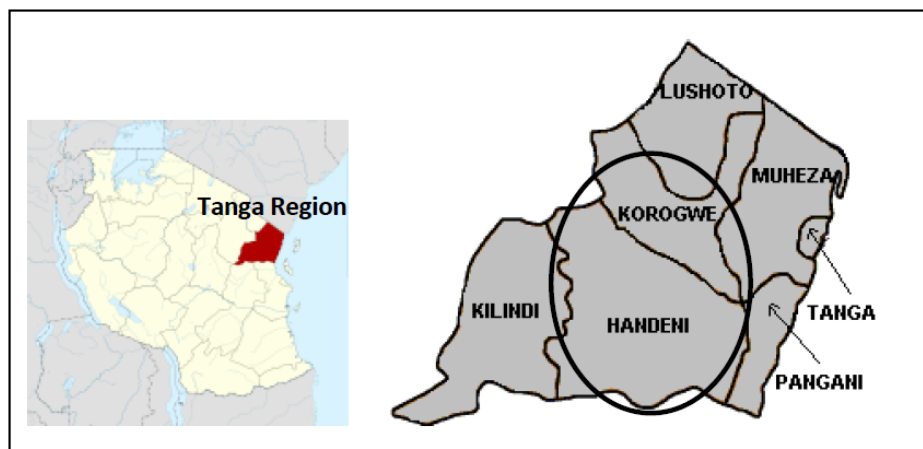 Tanga Region
LUSHOTO
MUHEZA
KOROGWE
KILINDI
HANDENI
TANGA
PANGANI